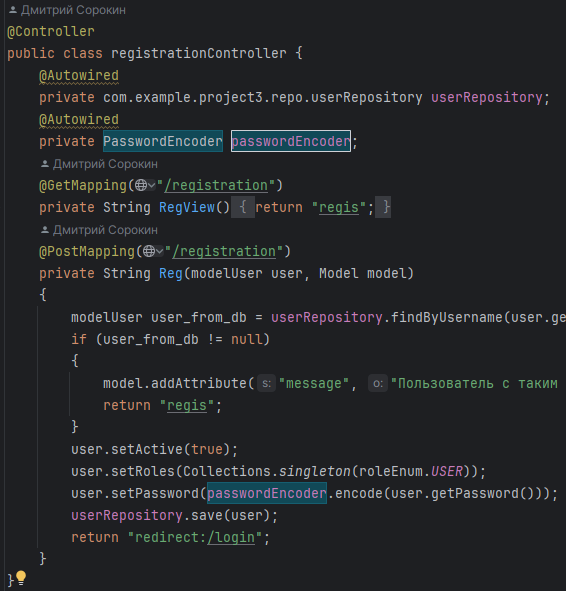 Дмитрий Сорокин
@Controller
public class registrationController {
@Autowired
private com.example.project3.repo.userRepository userRepository;
@Autowired
private PasswordEncoder passwordEncoder;
Дмитрий Сорокин
@GetMapping("/registration")
private String RegView() { return "regis"; }
Дмитрий Сорокин
@PostMapping("/registration")
private String Reg(modelUser user, Model model)
{
modelUser user_from_db = userRepository.findByUsername(user.ge
if (user_from_db != null)
{
model.addAttribute( s: "message", o: "Пользователь с таким
return "regis";
}
user.setActive(true);
user.setRoles(Collections.singleton(roleEnum.USER));
user.setPassword(passwordEncoder.encode(user.getPassword()));
userRepository.save(user);
return "redirect:/login";
}
}